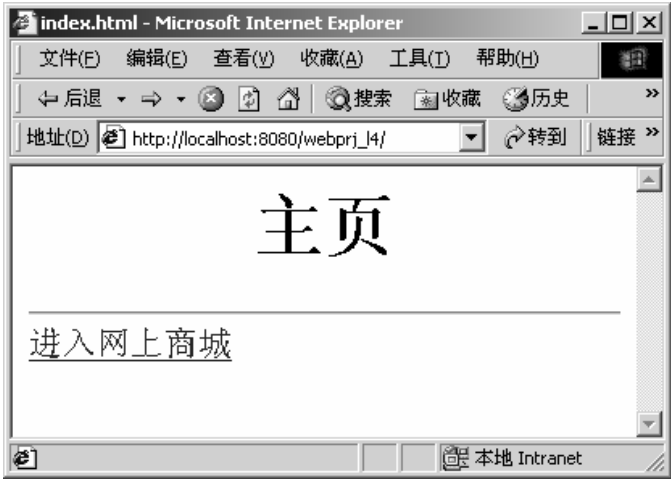 index.html - Microsoft Internet Explorer
文件(F) 编辑(E) 查看(V) 收藏(A) 工具(T) 帮助(H)
后退 搜索 收藏 历史 »
地址(D) http://localhost:8080/webprj_l4/ 转到 链接 »
主页
进入网上商城
本地 Intranet